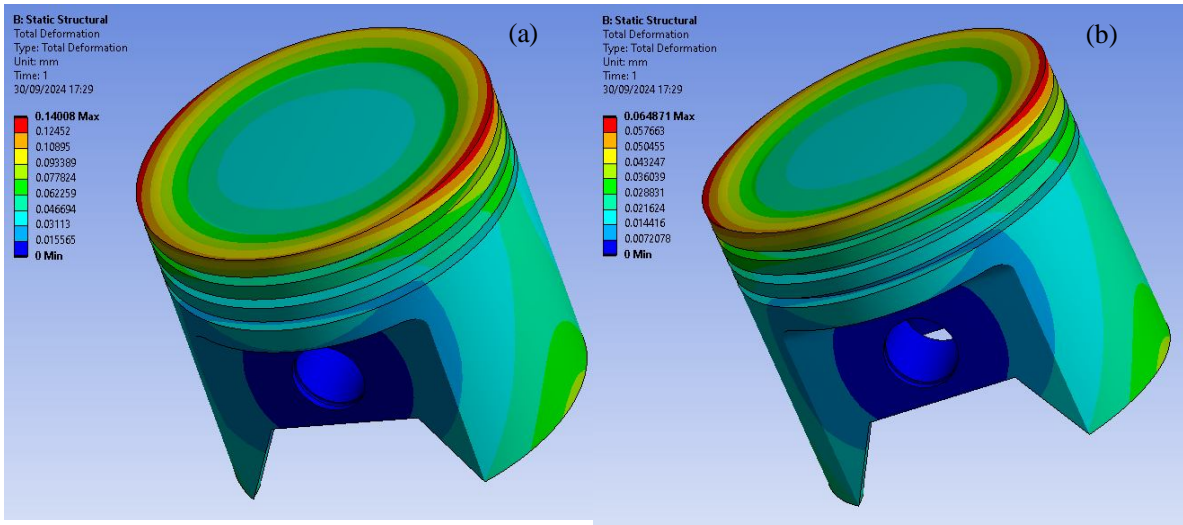 B: Static Structural
Total Deformation
Type: Total Deformation
Unit: mm
Time: 1
30/09/2024 17:29
0.14008 Max
0.12452
0.10895
0.093389
0.077824
0.062259
0.046694
0.03113
0.015565
0 Min
(a)
B: Static Structural
Total Deformation
Type: Total Deformation
Unit: mm
Time: 1
30/09/2024 17:29
0.064871 Max
0.057663
0.050455
0.043247
0.036039
0.028831
0.021624
0.014416
0.0072078
0 Min
(b)